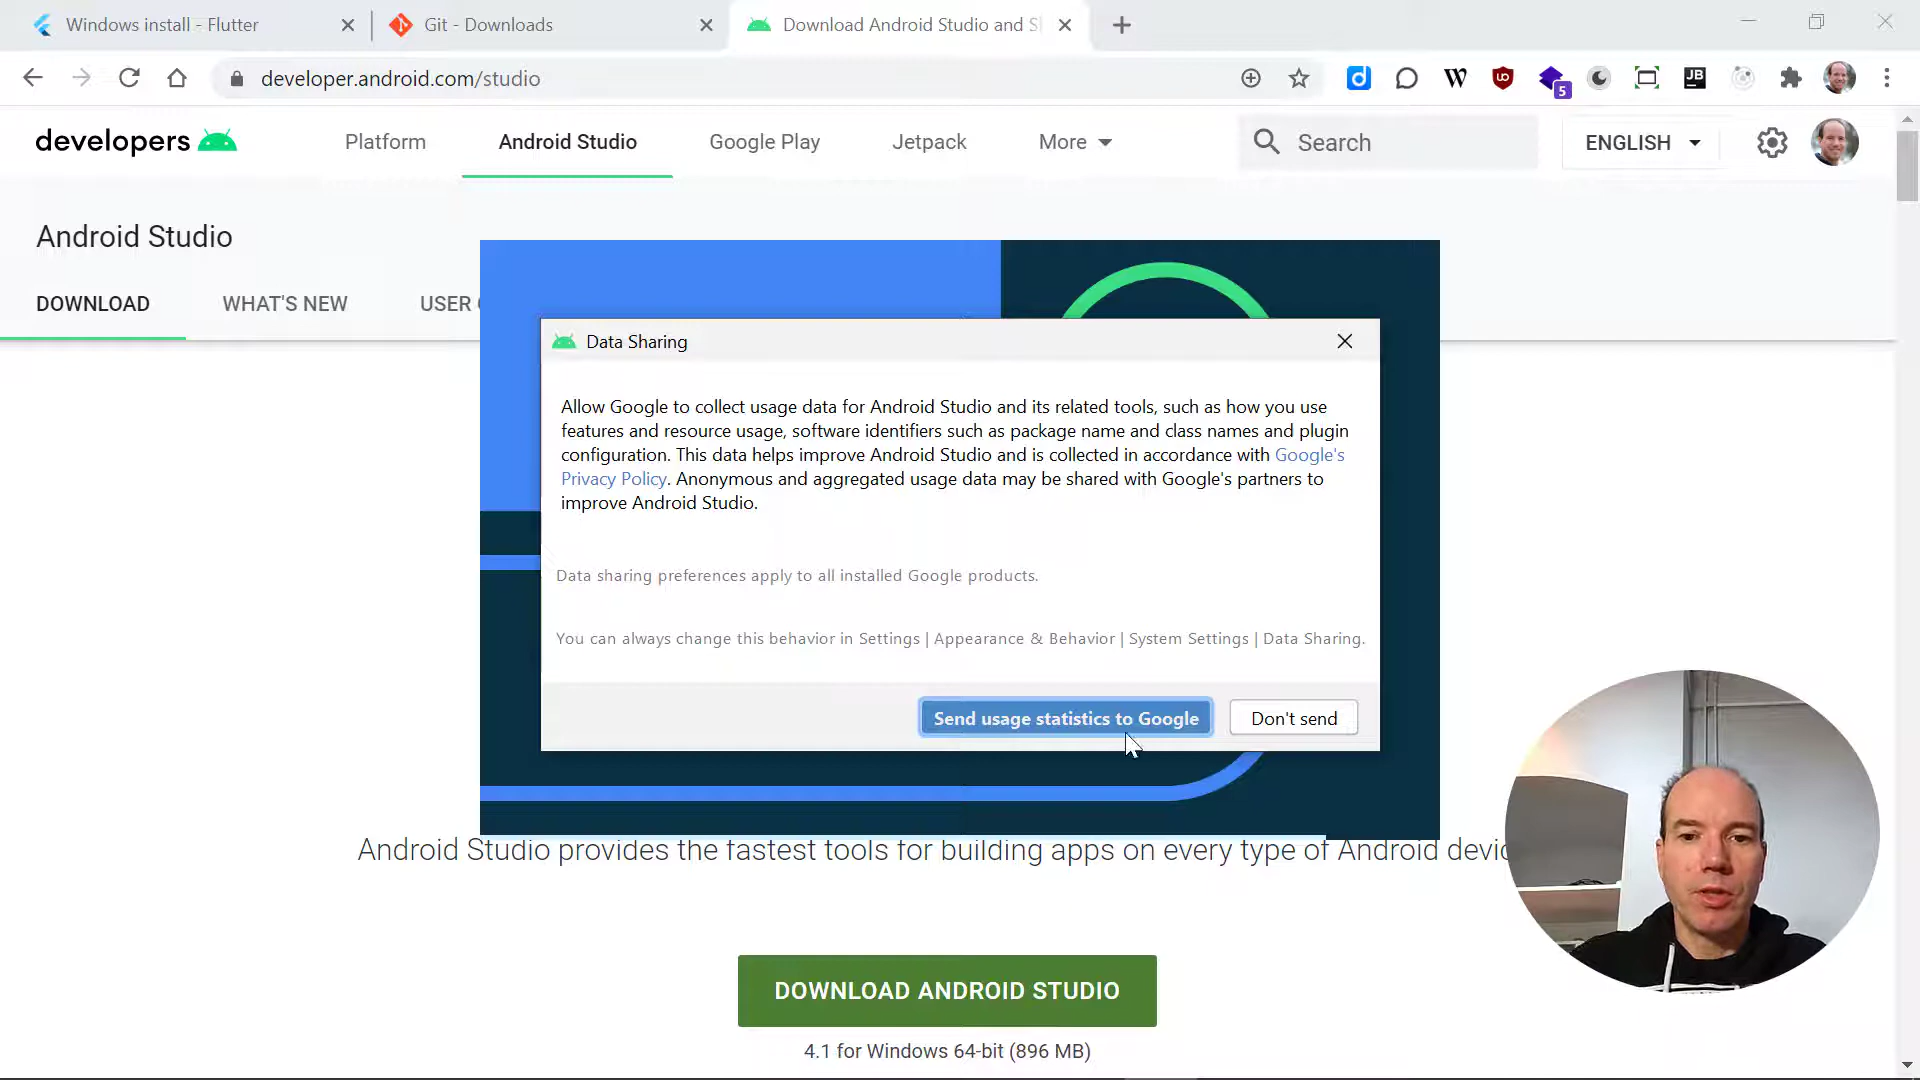 Windows install - Flutter
Git - Downloads
Download Android Studio and S
developer.android.com/studio
W
5
JB
developers
Platform
Android Studio
Google Play
Jetpack
More
Search
ENGLISH
Android Studio
DOWNLOAD
WHAT'S NEW
USER
Data Sharing
Allow Google to collect usage data for Android Studio and its related tools, such as how you use
features and resource usage, software identifiers such as package name and class names and plugin
configuration. This data helps improve Android Studio and is collected in accordance with Google's
Privacy Policy. Anonymous and aggregated usage data may be shared with Google's partners to
improve Android Studio.
Data sharing preferences apply to all installed Google products.
You can always change this behavior in Settings | Appearance & Behavior | System Settings | Data Sharing.
Send usage statistics to Google
Don't send
Android Studio provides the fastest tools for building apps on every type of Android devic
DOWNLOAD ANDROID STUDIO
4.1 for Windows 64-bit (896 MB)